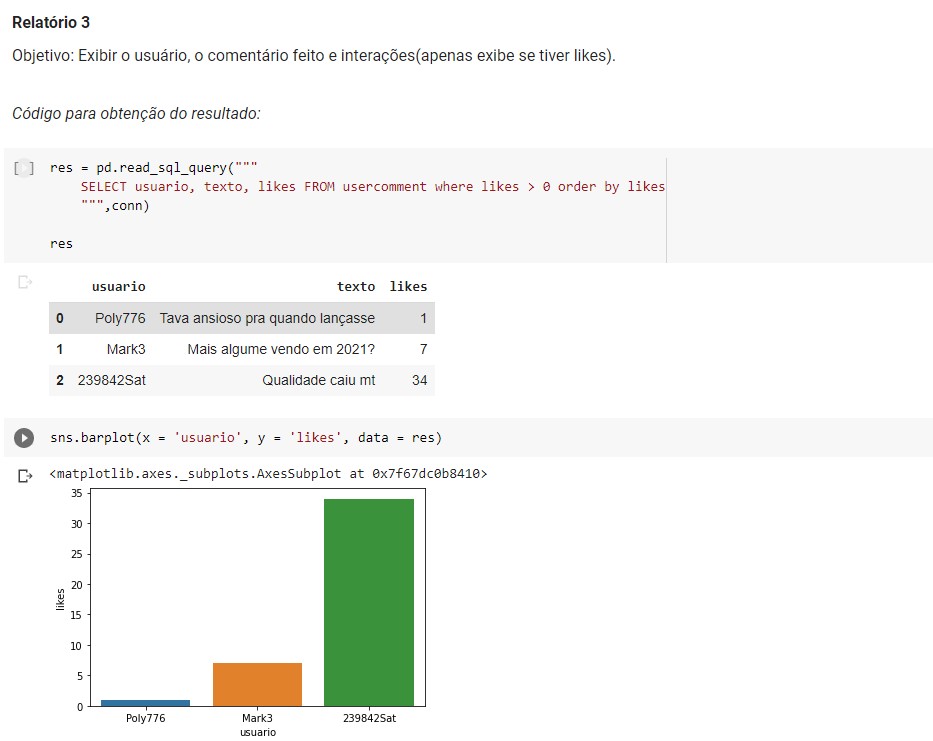 Relatório 3
Objetivo: Exibir o usuário, o comentário feito e interações(apenas exibe se tiver likes).
Código para obtenção do resultado:
[ ] res = pd.read_sql_query("""
SELECT usuario, texto, likes FROM usercomment where likes > 0 order by likes
""",conn)
res
usuario texto likes
0 Poly776 Tava ansioso pra quando lançasse 1
1 Mark3 Mais algume vendo em 2021? 7
2 239842Sat Qualidade caiu mt 34
sns.barplot(x = 'usuario', y = 'likes', data = res)
<matplotlib.axes._subplots.AxesSubplot at 0x7f67dc0b8410>
35
30
25
20
15
10
5
0
likes
Poly776 Mark3 239842Sat
usuario